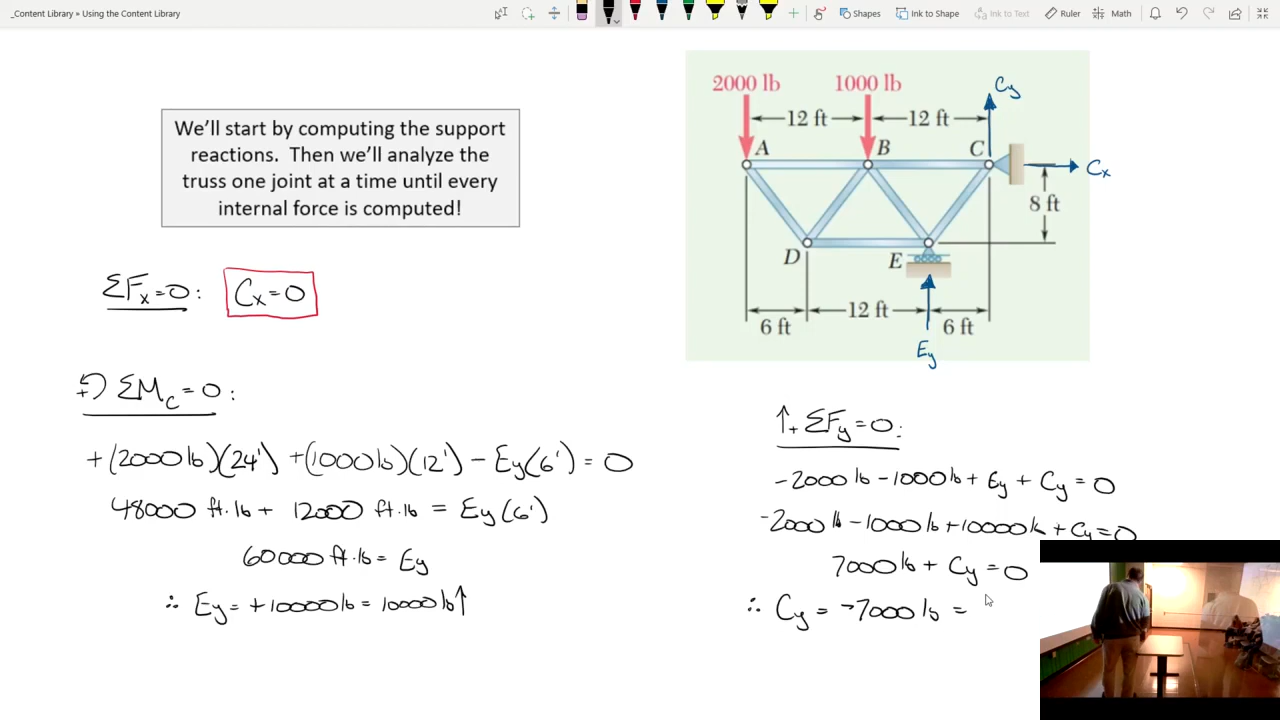 _Content Library » Using the Content Library
Shapes
Ink to Shape
Ink to Text
Ruler
Math
We'll start by computing the support
reactions. Then we'll analyze the
truss one joint at a time until every
internal force is computed!
2000 lb
1000 lb
Cy
12 ft
12 ft
A
B
C
Cx
8 ft
D
E
12 ft
6 ft
6 ft
Ey
ΣFx=0: Cx=0
+ ΣMc=0:
+(2000 lb)(24') +(1000 lb)(12') - Ey(6') = 0
48000 ft·lb + 12000 ft·lb = Ey(6')
60000 ft·lb = Ey
∴ Ey = +10000 lb = 10000 lb↑
↑+ ΣFy=0:
-2000 lb -1000 lb + Ey + Cy = 0
-2000 lb -1000 lb +10000 lb + Cy = 0
7000 lb + Cy = 0
∴ Cy = -7000 lb =